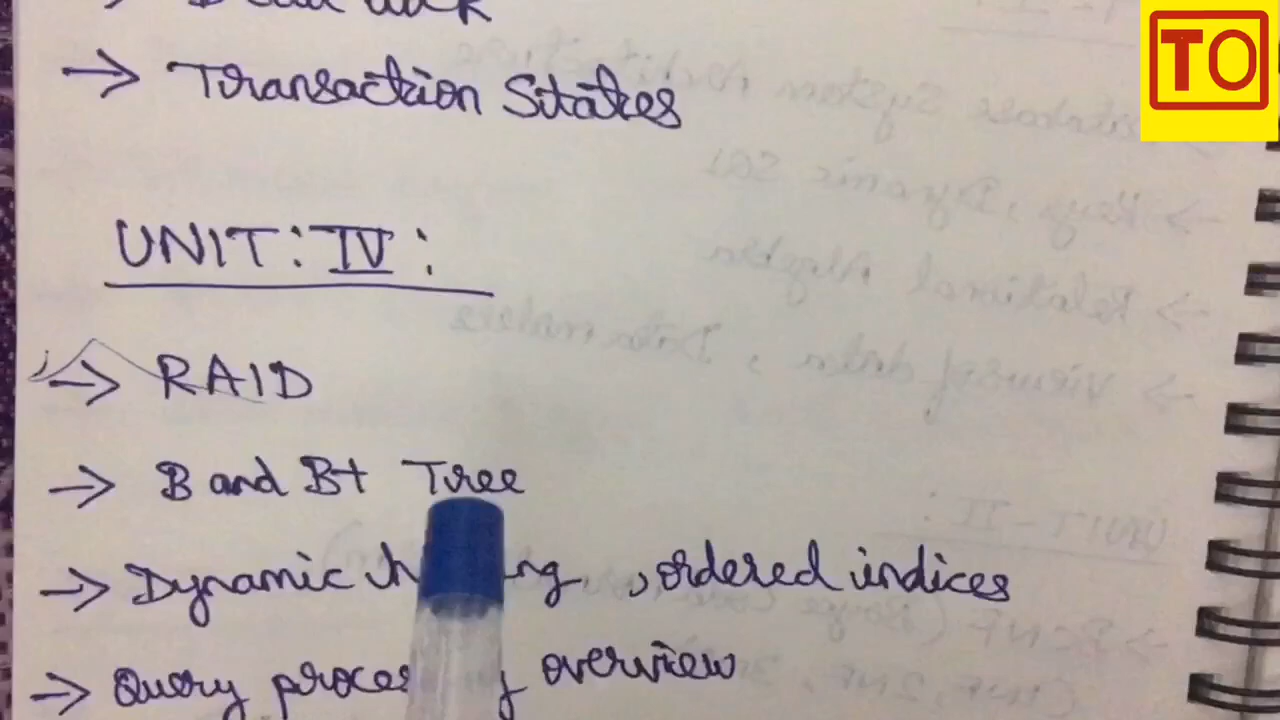 → Transaction States
TO
UNIT: IV:
→ RAID
→ B and B+ Tree
→ Dynamic , ordered indices
→ Query overview